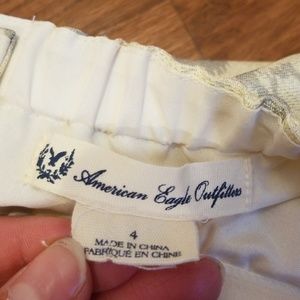 American Eagle Outfitters
4
MADE IN CHINA
FABRIQUÉ EN CHINE